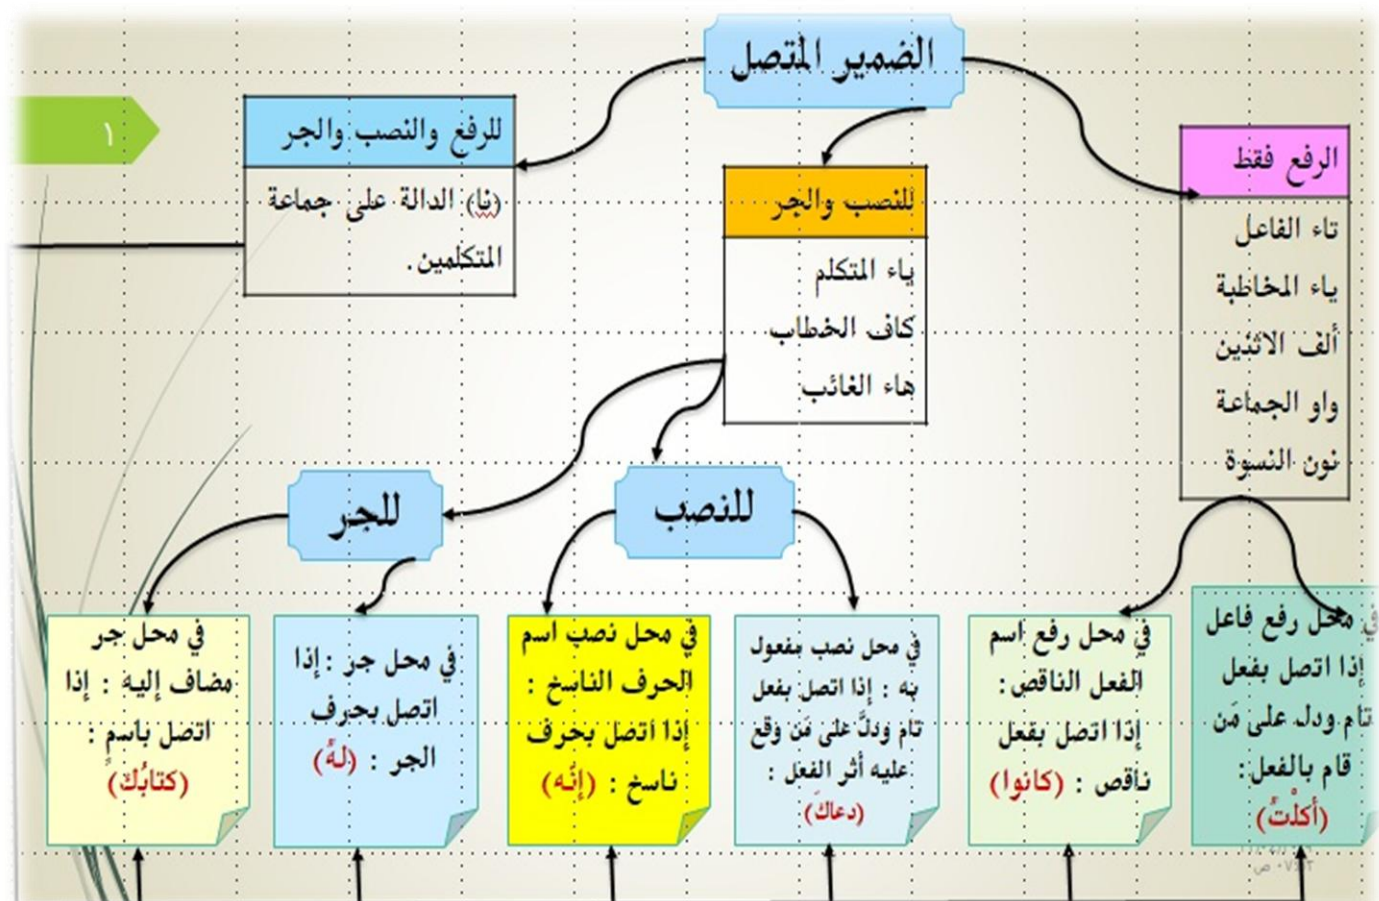 الضمير المتصل
الرفع فقط
تاء الفاعل
ياء المخاطبة
ألف الاثنين
واو الجماعة
نون النسوة
للنصب والجر
ياء المتكلم
كاف الخطاب
هاء الغائب
للرفع والنصب والجر
(نا) الدالة على جماعة
المتكلمين.
١
للنصب
للجر
في محل رفع فاعل
إذا اتصل بفعل
تام ودل على مَن
قام بالفعل:
(أكلْتُ)
في محل رفع اسم
الفعل الناقص:
إذا اتصل بفعل
ناقص : (كانوا)
في محل نصب مفعول
به : إذا اتصل بفعل
تام ودلَّ على مَن وقع
عليه أثر الفعل :
(دعاكَ)
في محل نصب اسم
الحرف الناسخ :
إذا اتصل بحرف
ناسخ : (إنَّه)
في محل جر : إذا
اتصل بحرف
الجر : (لهُ)
في محل جر
مضاف إليه : إذا
اتصل باسمٍ :
(كتابُكَ)